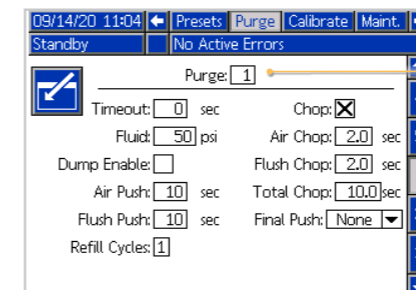 09/14/20 11:04 Presets Purge Calibrate Maint.
Standby No Active Errors
Purge: 1
Timeout: 0 sec Chop:
Fluid: 50 psi Air Chop: 2.0 sec
Dump Enable: Flush Chop: 2.0 sec
Air Push: 10 sec Total Chop: 10.0 sec
Flush Push: 10 sec Final Push: None
Refill Cycles: 1